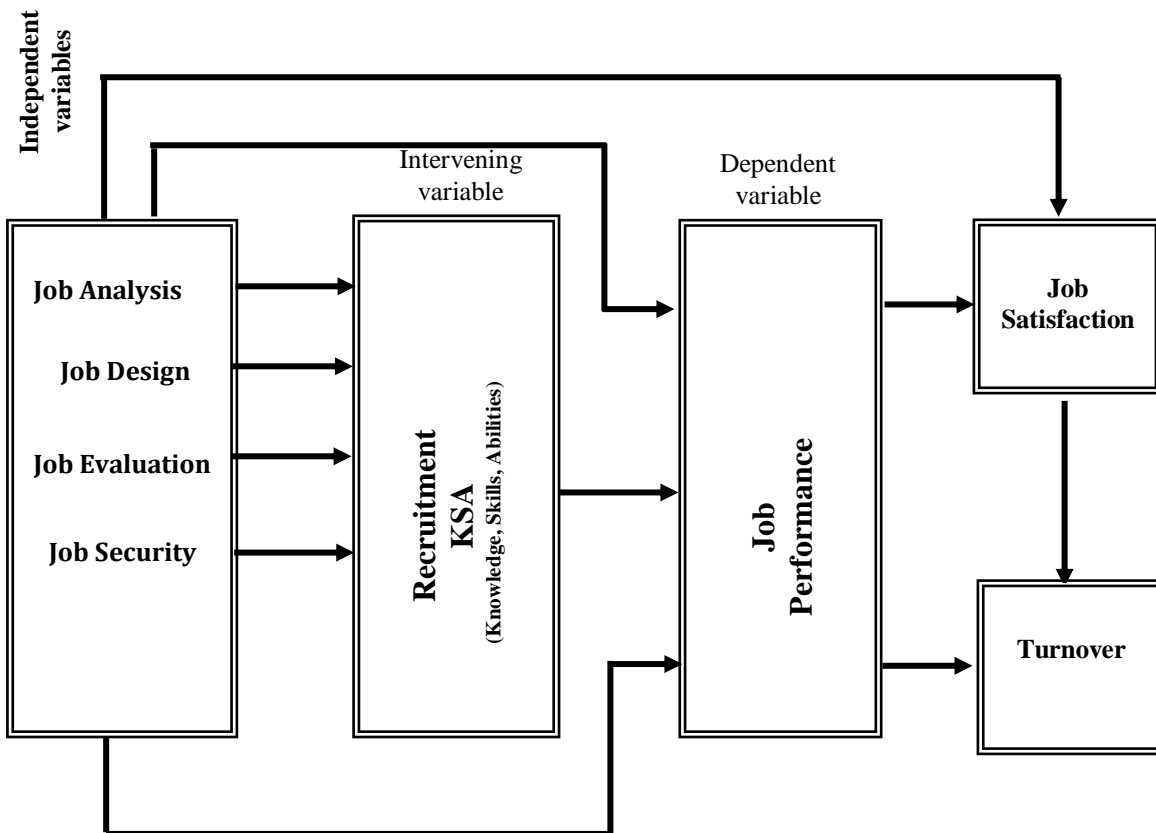 Independent
variables
Intervening
variable
Dependent
variable
Job Analysis
Job Design
Job Evaluation
Job Security
Recruitment
KSA
(Knowledge, Skills, Abilities)
Job
Performance
Job
Satisfaction
Turnover